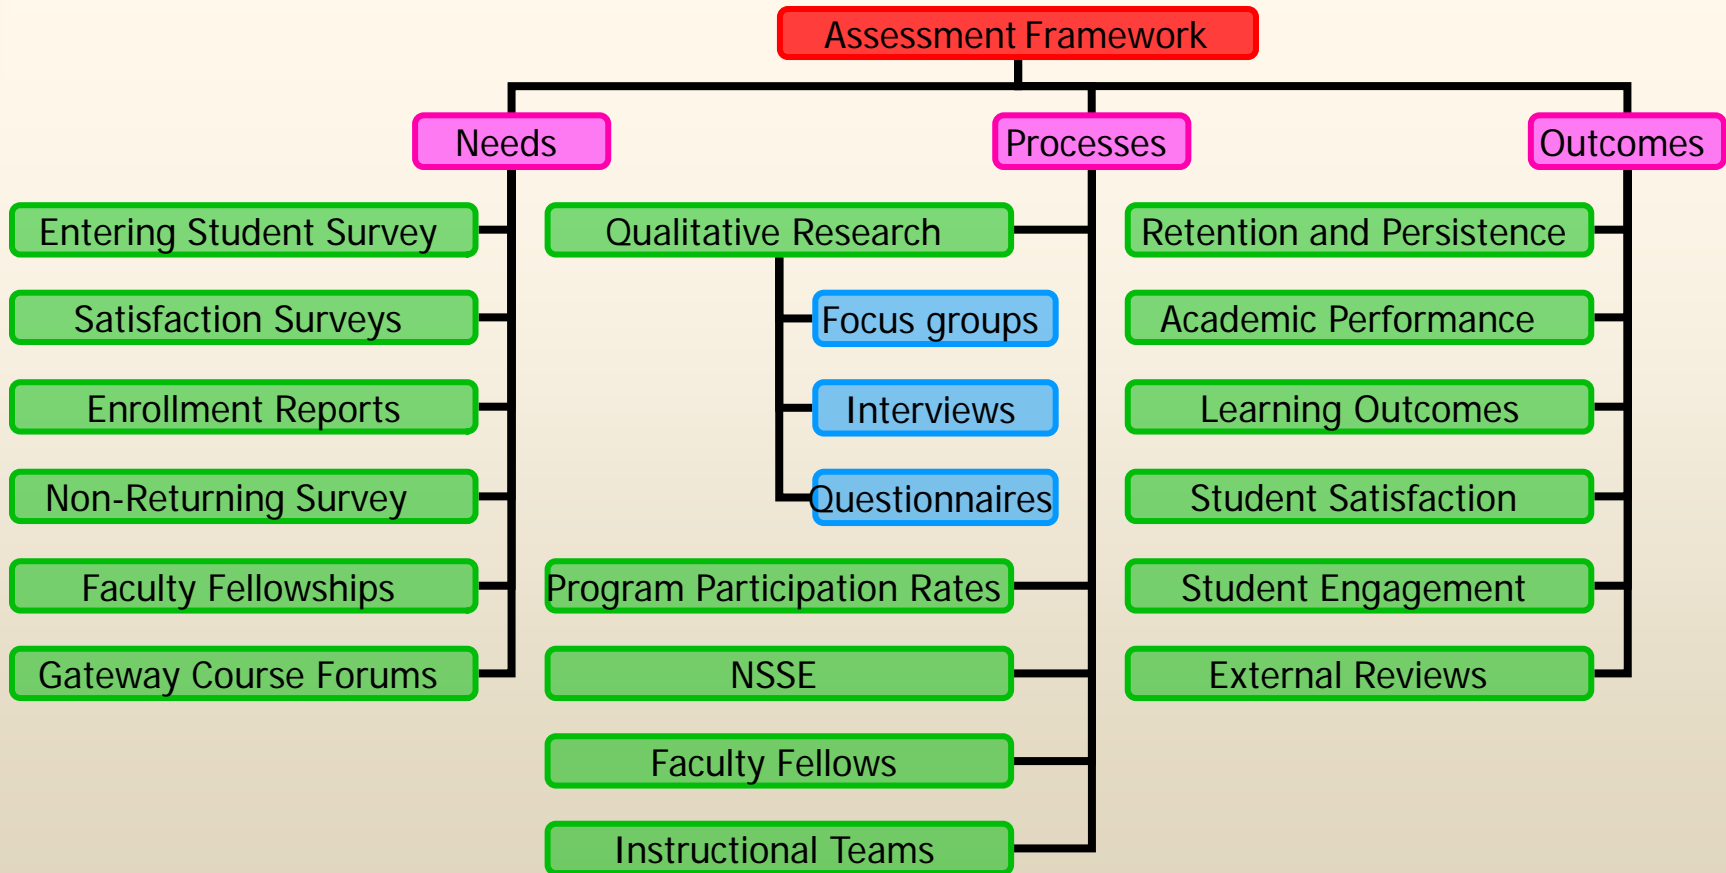 Assessment Framework
Needs
Processes
Outcomes
Entering Student Survey
Satisfaction Surveys
Enrollment Reports
Non-Returning Survey
Faculty Fellowships
Gateway Course Forums
Qualitative Research
Focus groups
Interviews
Questionnaires
Program Participation Rates
NSSE
Faculty Fellows
Instructional Teams
Retention and Persistence
Academic Performance
Learning Outcomes
Student Satisfaction
Student Engagement
External Reviews